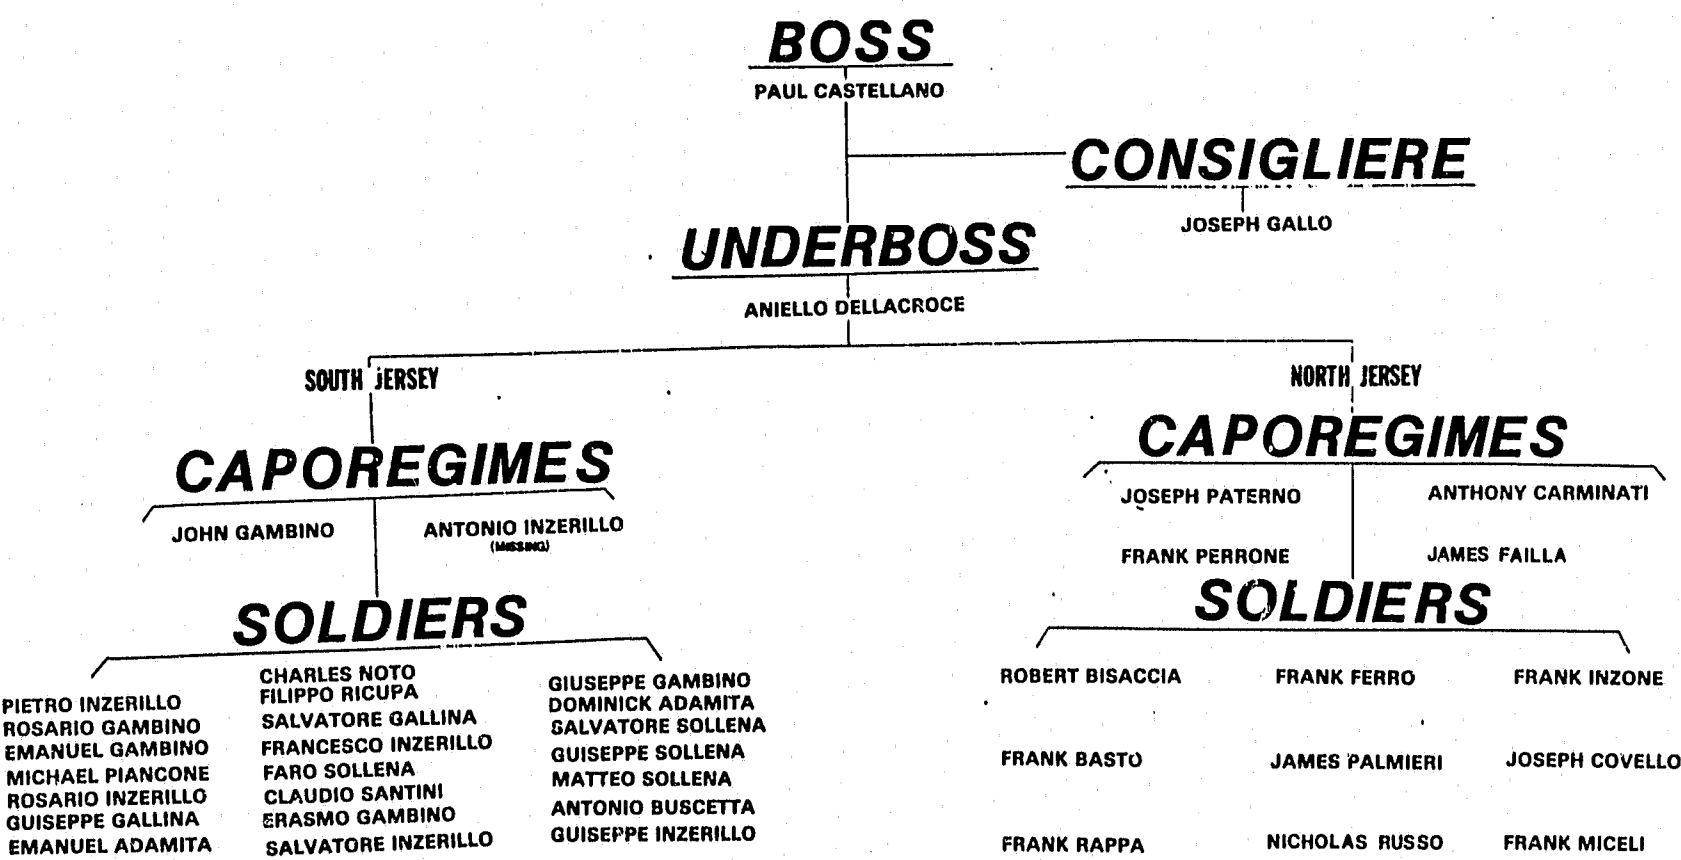 BOSS
PAUL CASTELLANO
CONSIGLIERE
JOSEPH GALLO
UNDERBOSS
ANIELLO DELLACROCE
SOUTH JERSEY
CAPOREGIMES
JOHN GAMBINO
ANTONIO INZERILLO
(MISSING)
SOLDIERS
PIETRO INZERILLO
ROSARIO GAMBINO
EMANUEL GAMBINO
MICHAEL PIANCONE
ROSARIO INZERILLO
GUISEPPE GALLINA
EMANUEL ADAMITA
CHARLES NOTO
FILIPPO RICUPA
SALVATORE GALLINA
FRANCESCO INZERILLO
FARO SOLLENA
CLAUDIO SANTINI
ERASMO GAMBINO
SALVATORE INZERILLO
GIUSEPPE GAMBINO
DOMINICK ADAMITA
SALVATORE SOLLENA
GUISEPPE SOLLENA
MATTEO SOLLENA
ANTONIO BUSCETTA
GUISEPPE INZERILLO
NORTH JERSEY
CAPOREGIMES
JOSEPH PATERNO
ANTHONY CARMINATI
FRANK PERRONE
JAMES FAILLA
SOLDIERS
ROBERT BISACCIA
FRANK FERRO
FRANK INZONE
FRANK BASTO
JAMES PALMIERI
JOSEPH COVELLO
FRANK RAPPA
NICHOLAS RUSSO
FRANK MICELI